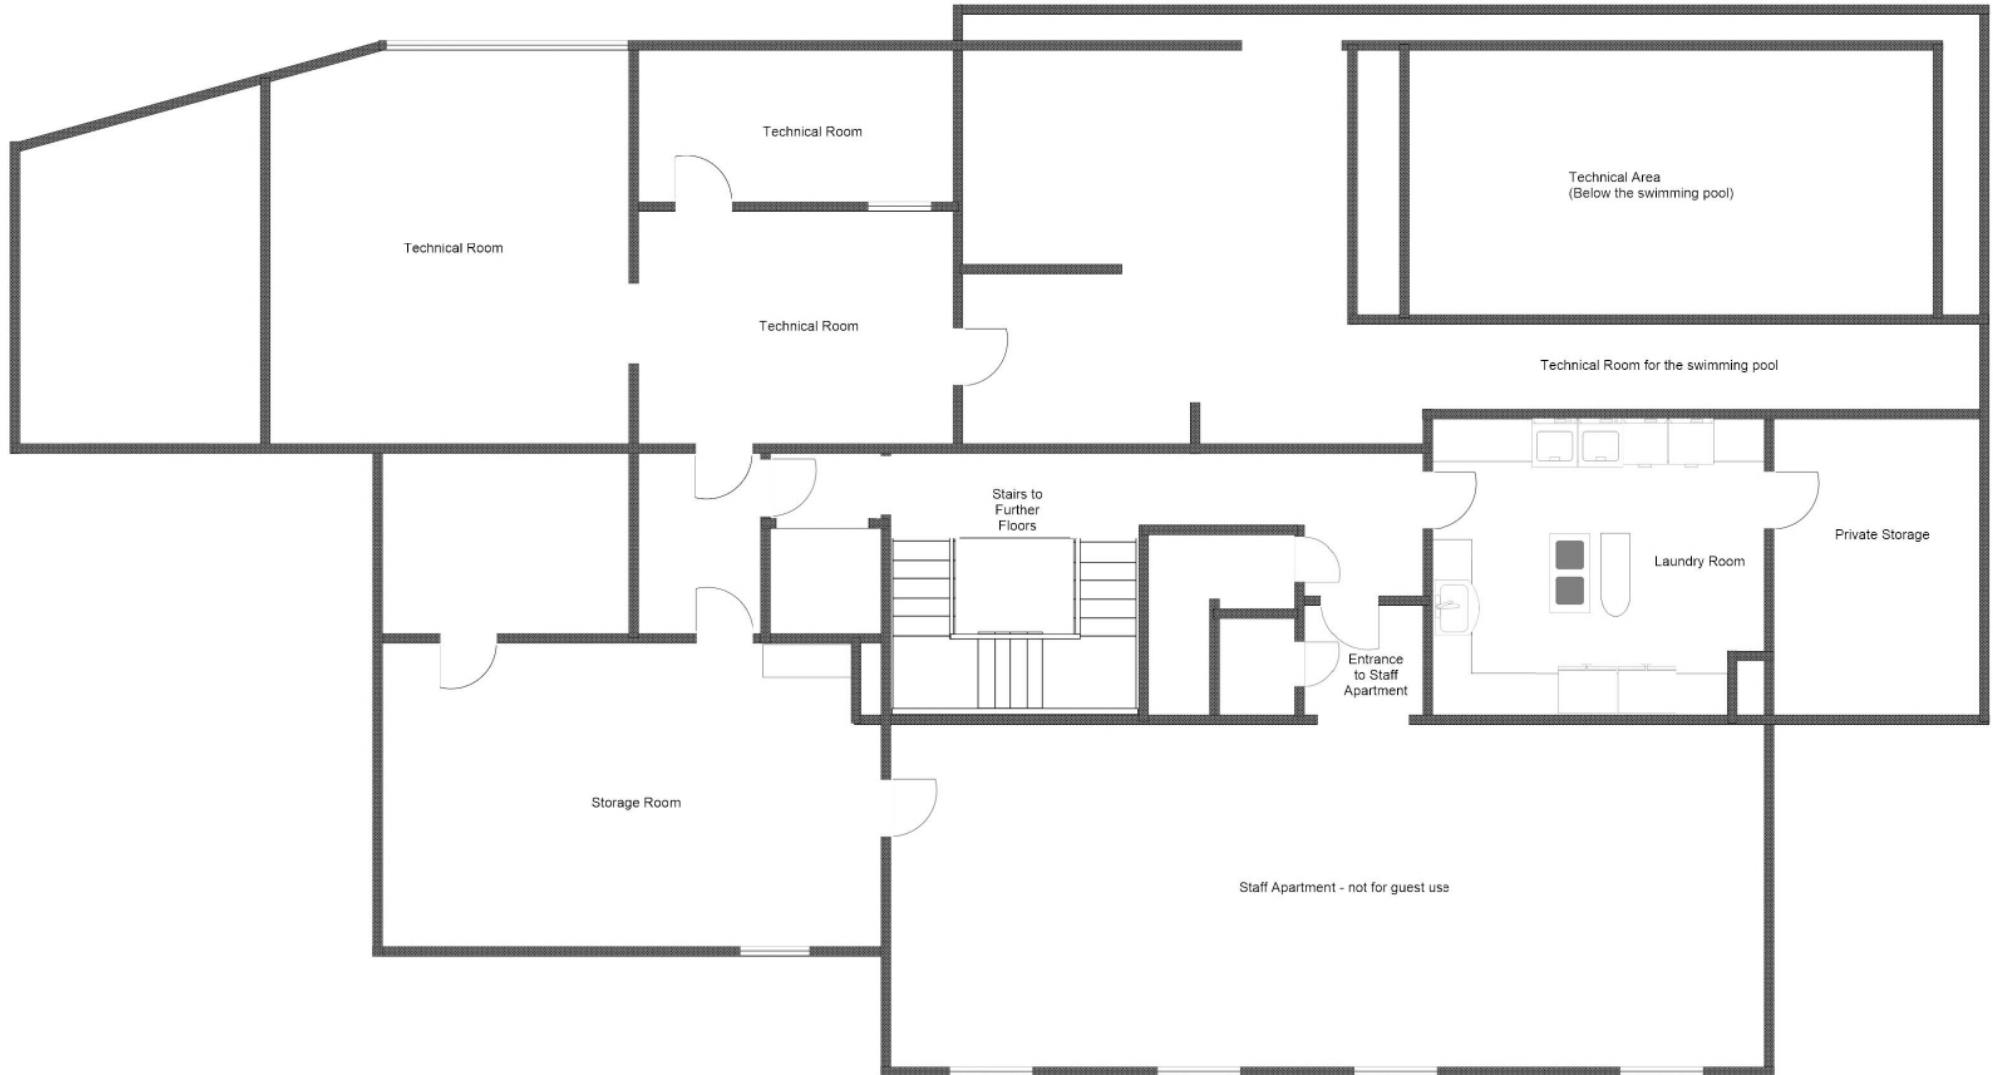 Technical Room
Technical Area
(Below the swimming pool)
Technical Room
Technical Room
Technical Room for the swimming pool
Stairs to
Further
Floors
Private Storage
Laundry Room
Entrance
to Staff
Apartment
Storage Room
Staff Apartment - not for guest use